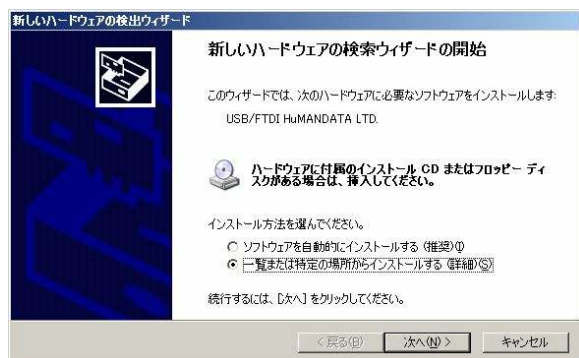 新しいハードウェアの検出ウィザード
新しいハードウェアの検索ウィザードの開始
このウィザードでは、次のハードウェアに必要なソフトウェアをインストールします:
USB/FTDI HuMANDATA LTD.
ハードウェアに付属のインストール CD またはフロッピー ディ
スクがある場合は、挿入してください。
インストール方法を選んでください。
ソフトウェアを自動的にインストールする (推奨)(I)
一覧または特定の場所からインストールする (詳細)(S)
続行するには、[次へ] をクリックしてください。
< 戻る(B) 次へ(N) > キャンセル